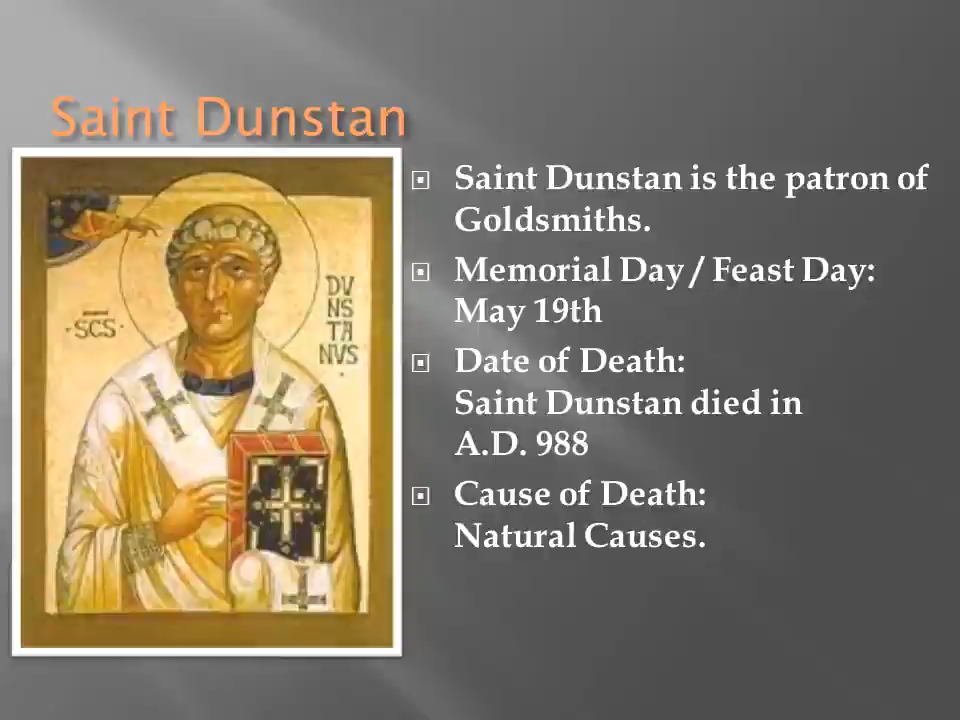 Saint Dunstan
SCS
DV
NS
TA
NVS
Saint Dunstan is the patron of
Goldsmiths.
Memorial Day / Feast Day:
May 19th
Date of Death:
Saint Dunstan died in
A.D. 988
Cause of Death:
Natural Causes.